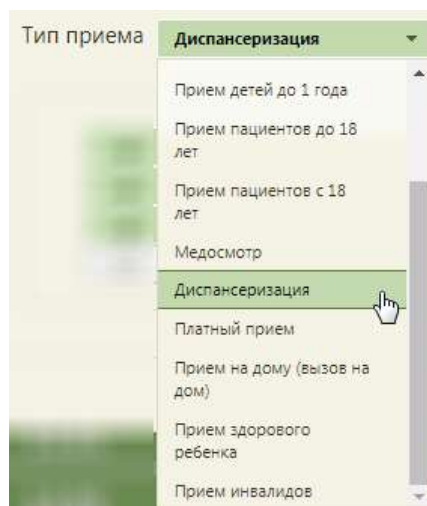 Тип приема Диспансеризация
Прием детей до 1 года
Прием пациентов до 18
лет
Прием пациентов с 18
лет
Медосмотр
Диспансеризация
Платный прием
Прием на дому (вызов на
дом)
Прием здорового
ребенка
Прием инвалидов